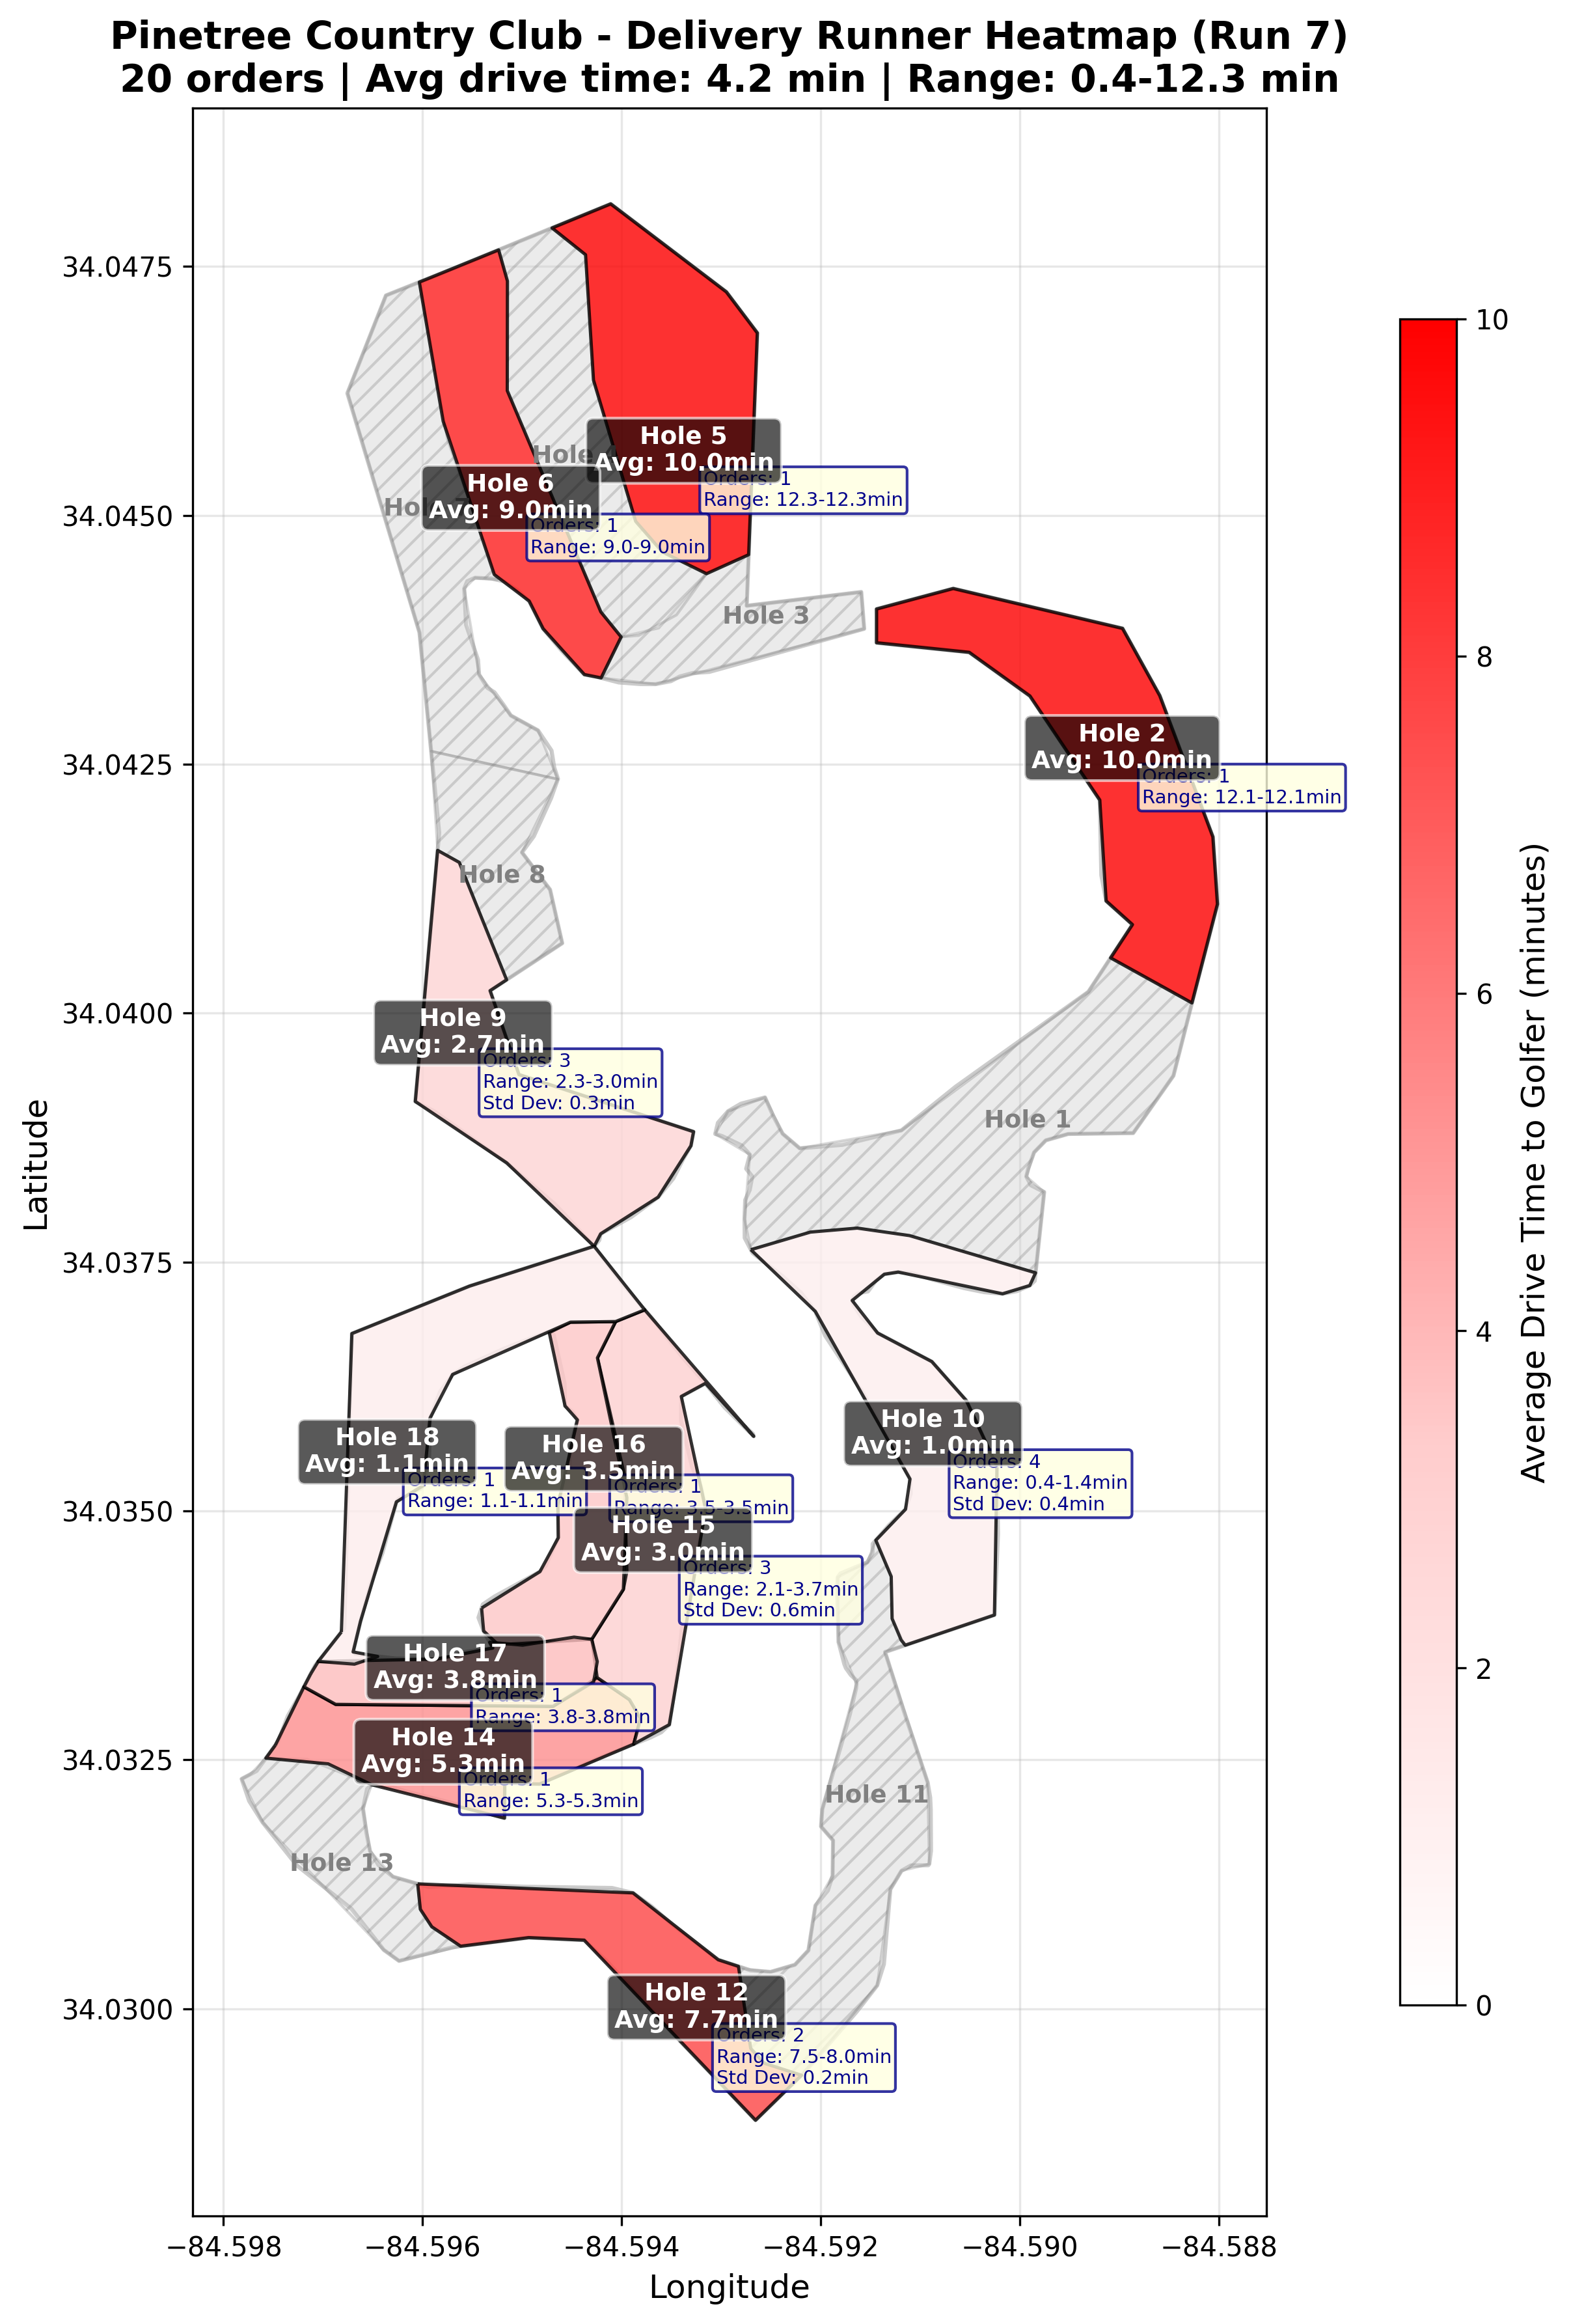 Pinetree Country Club - Delivery Runner Heatmap (Run 7)
20 orders | Avg drive time: 4.2 min | Range: 0.4-12.3 min
Latitude
34.0475
34.0450
34.0425
34.0400
34.0375
34.0350
34.0325
34.0300
Hole 5
Avg: 10.0min
Orders: 1
Range: 12.3-12.3min
Hole
Hole 6
Avg: 9.0min
Orders: 1
Range: 9.0-9.0min
Hole 3
Hole 2
Avg: 10.0min
Orders: 1
Range: 12.1-12.1min
Hole 8
Hole 9
Avg: 2.7min
Orders: 3
Range: 2.3-3.0min
Std Dev: 0.3min
Hole 1
Hole 10
Avg: 1.0min
Orders: 4
Range: 0.4-1.4min
Std Dev: 0.4min
Hole 18
Avg: 1.1min
Orders: 1
Range: 1.1-1.1min
Hole 16
Avg: 3.5min
Orders: 1
Range: 3.5-3.5min
Hole 15
Avg: 3.0min
Orders: 3
Range: 2.1-3.7min
Std Dev: 0.6min
Hole 17
Avg: 3.8min
Orders: 1
Range: 3.8-3.8min
Hole 14
Avg: 5.3min
Orders: 1
Range: 5.3-5.3min
Hole 11
Hole 13
Hole 12
Avg: 7.7min
Orders: 2
Range: 7.5-8.0min
Std Dev: 0.2min
−84.598
−84.596
−84.594
−84.592
−84.590
−84.588
Longitude
10
8
6
4
2
0
Average Drive Time to Golfer (minutes)